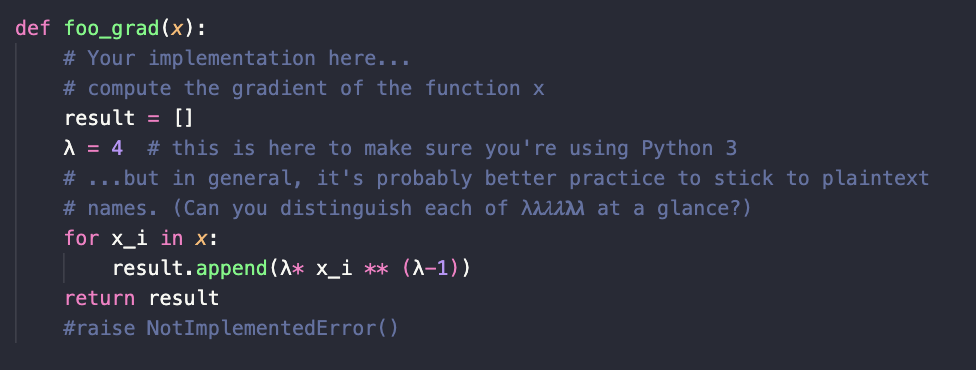 def foo_grad(x):
    # Your implementation here...
    # compute the gradient of the function x
    result = []
    λ = 4  # this is here to make sure you're using Python 3
    # ...but in general, it's probably better practice to stick to plaintext
    # names. (Can you distinguish each of λ𝛌𝜆𝝀𝝺𝞴 at a glance?)
    for x_i in x:
        result.append(λ* x_i ** (λ-1))
    return result
    #raise NotImplementedError()